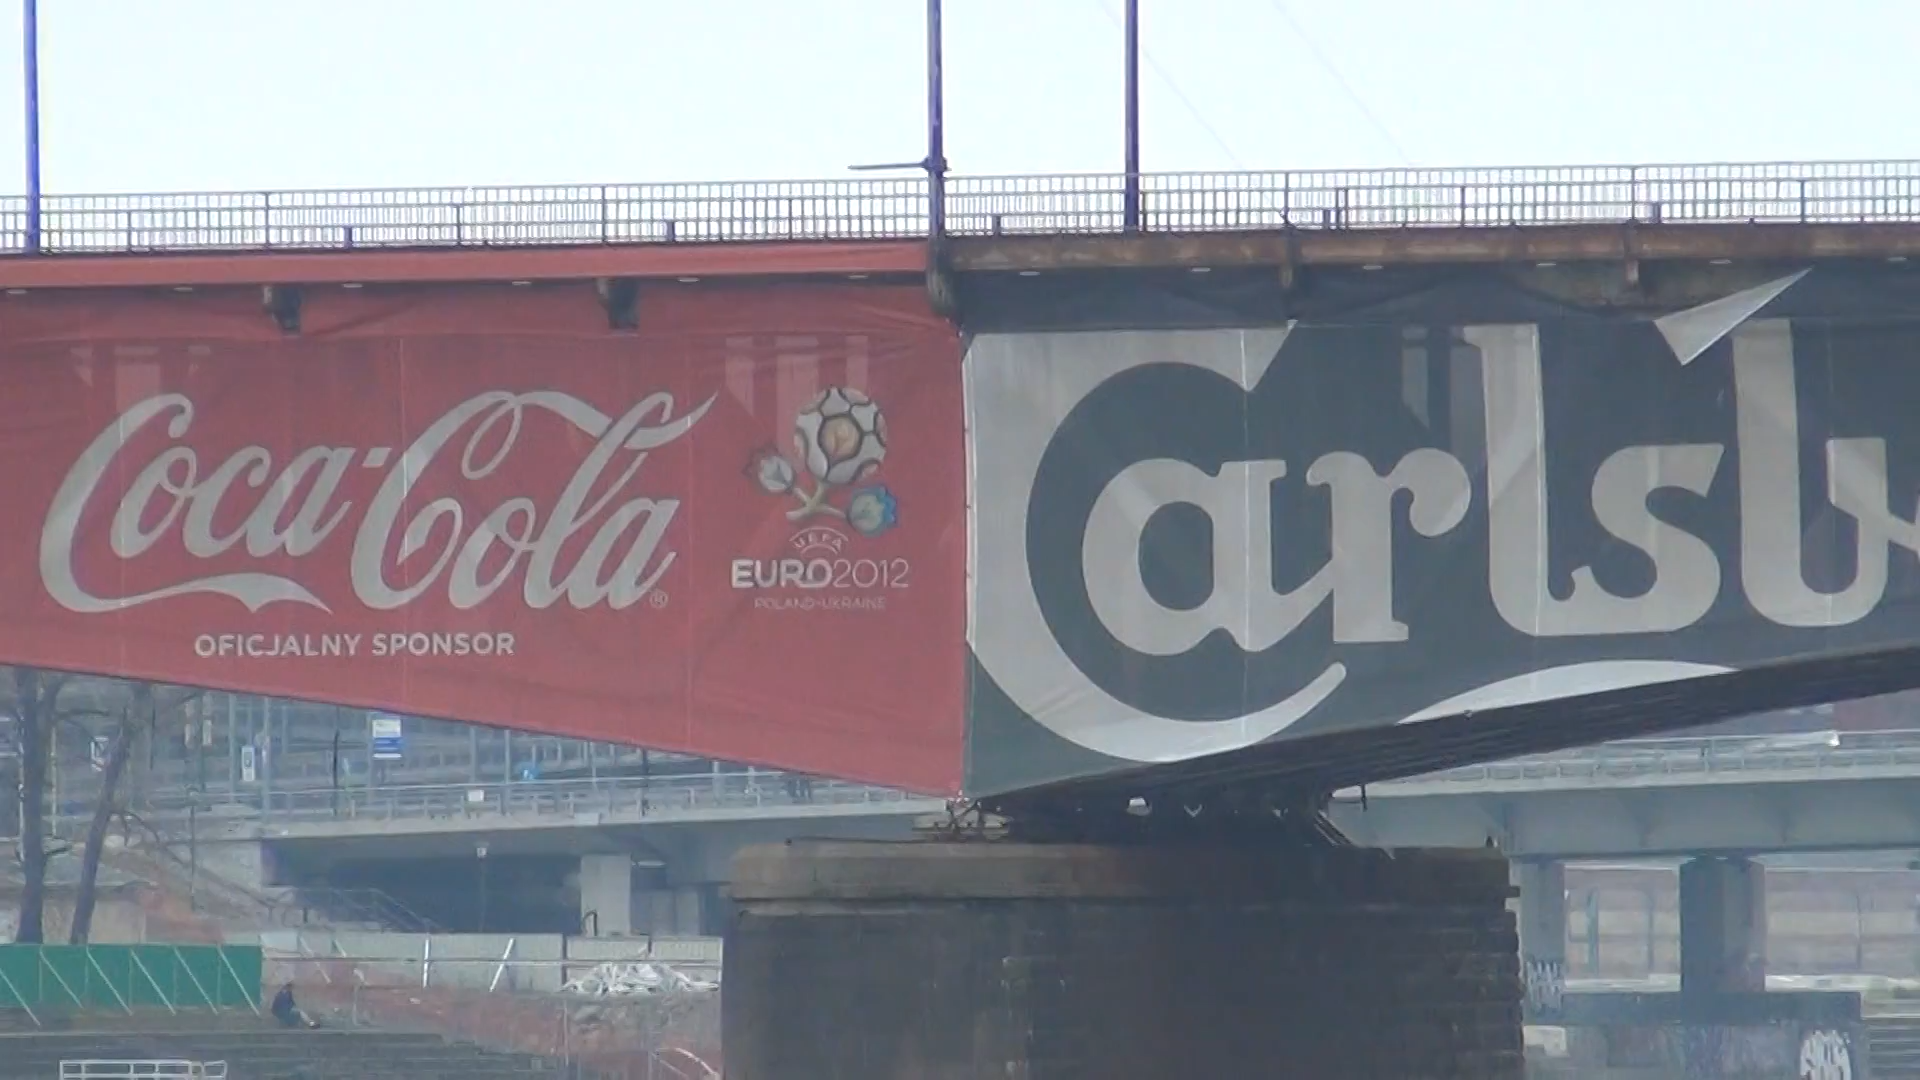 Coca-Cola®
OFICJALNY SPONSOR
UEFA
EURO2012
POLAND-UKRAINE
Carlsb